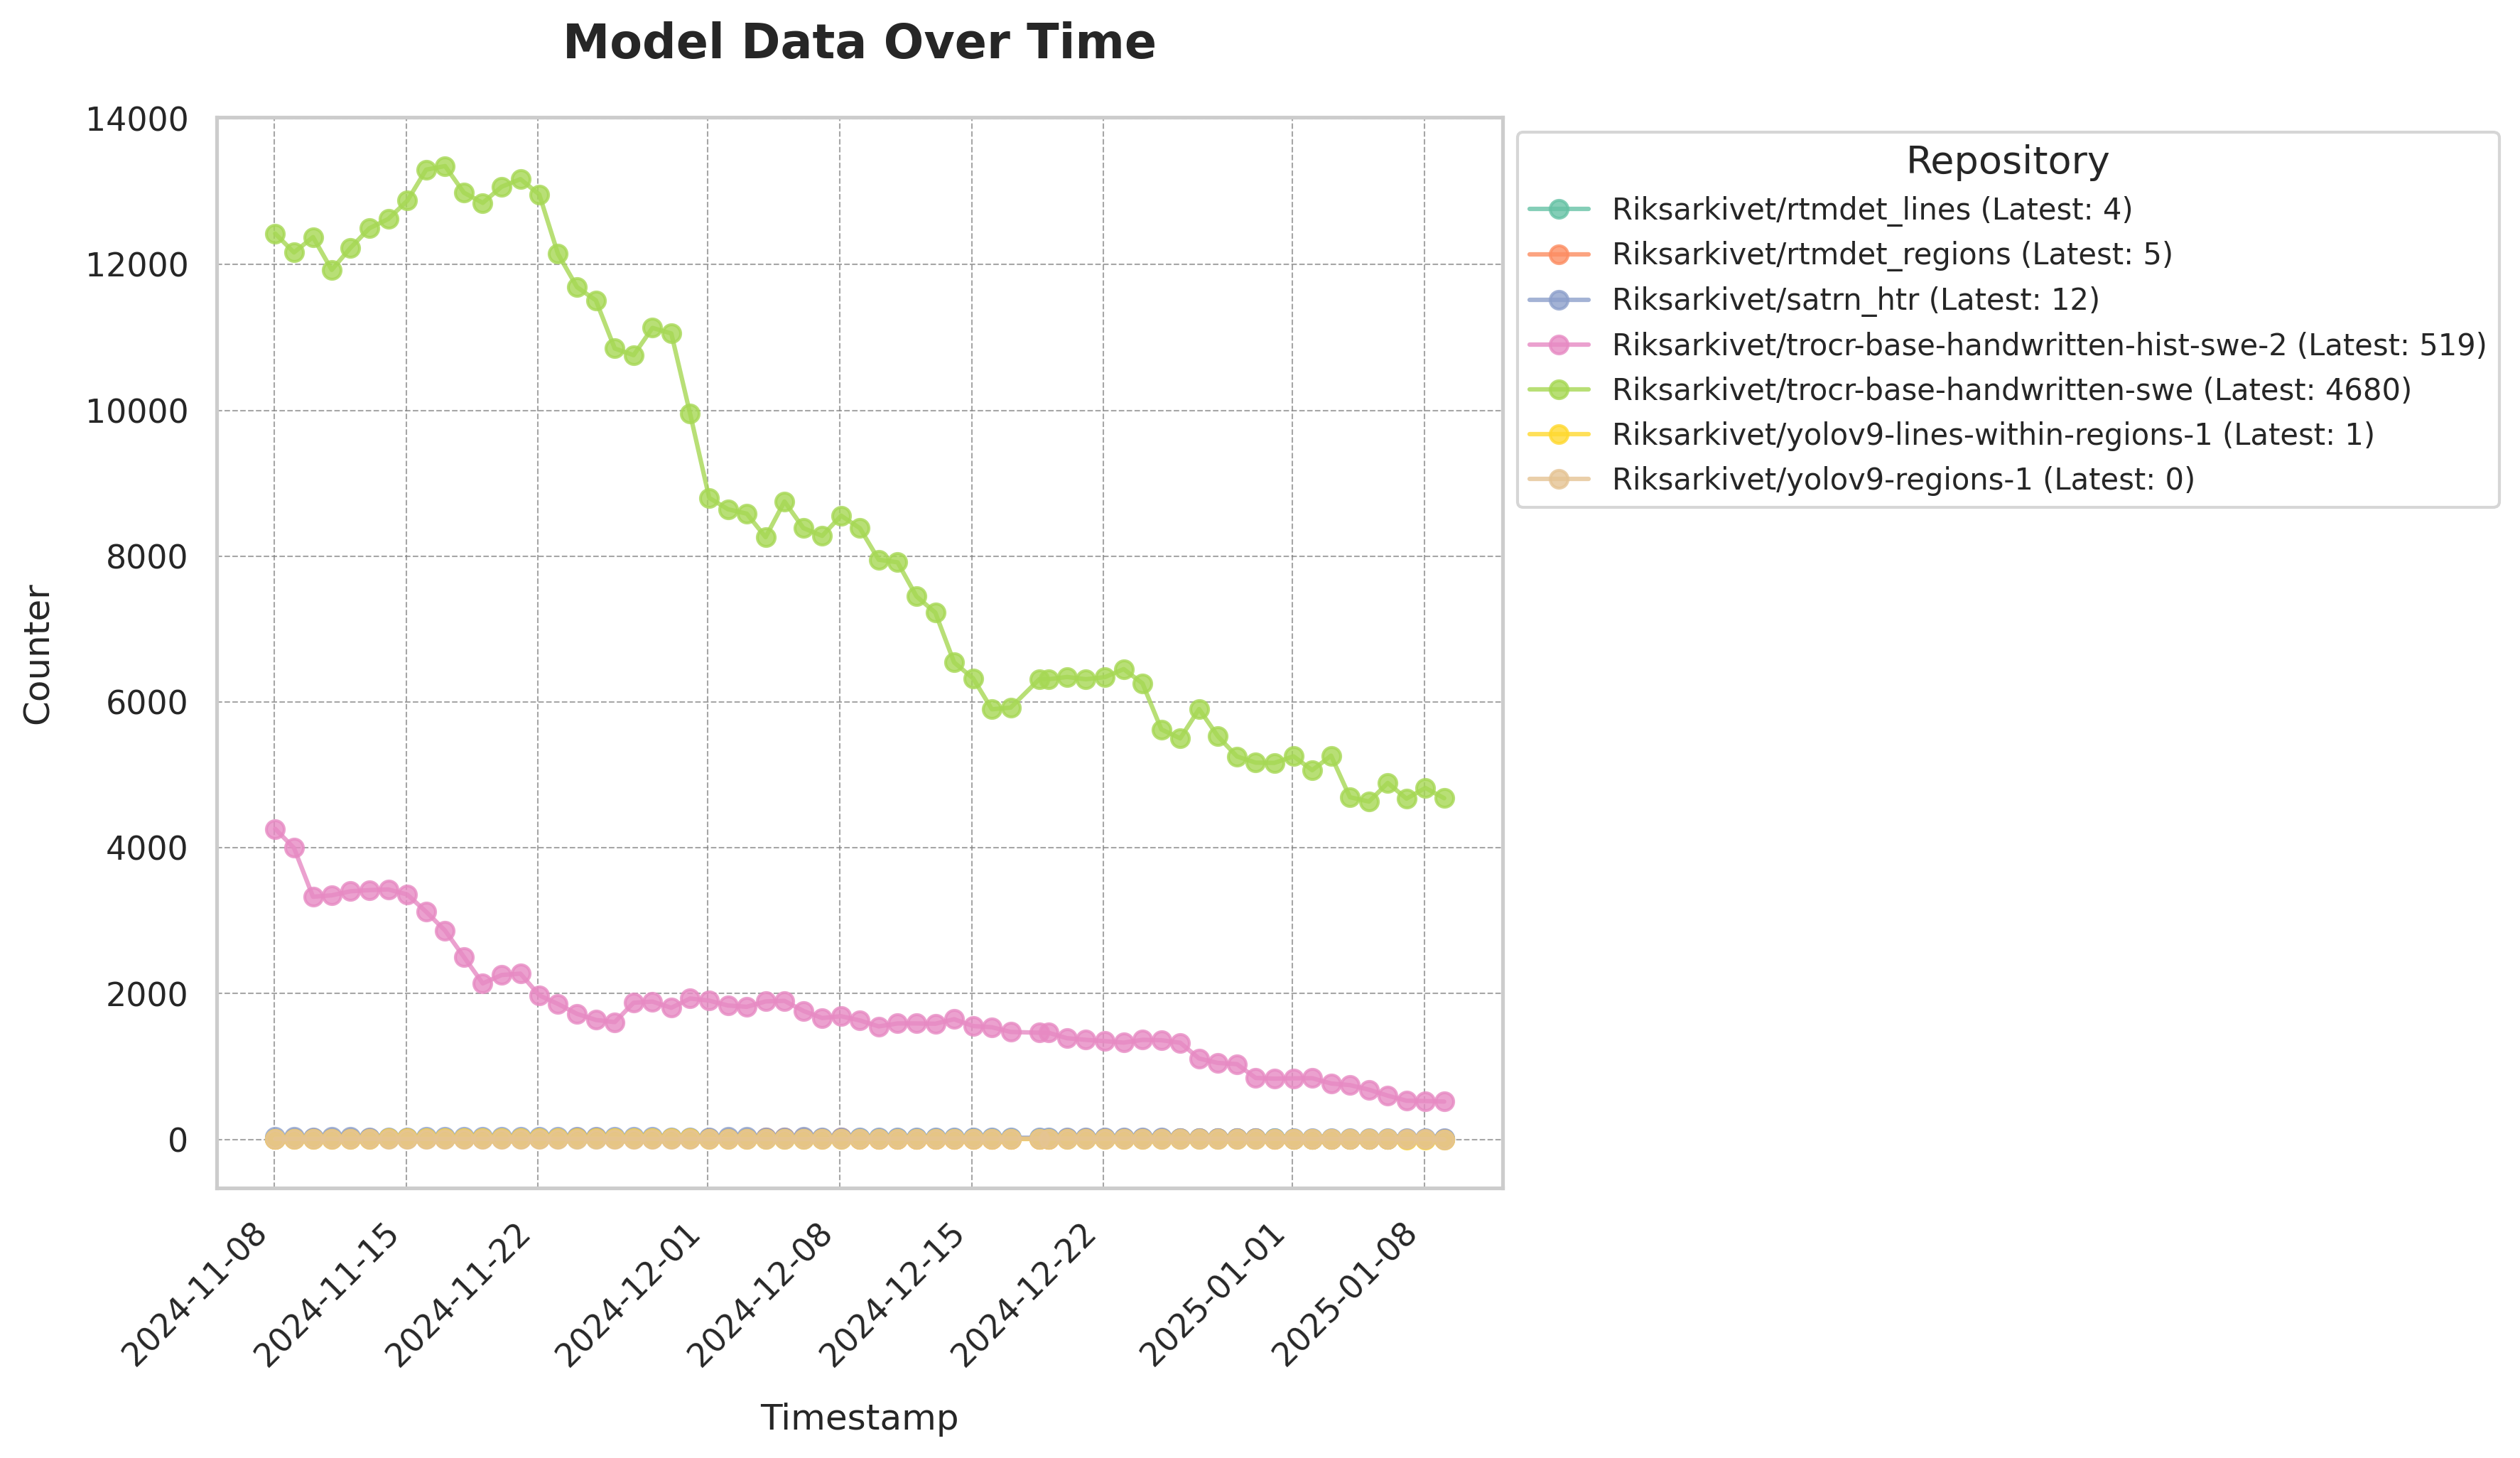 Model Data Over Time
14000
12000
10000
8000
6000
4000
2000
0
Counter
2024-11-08
2024-11-15
2024-11-22
2024-12-01
2024-12-08
2024-12-15
2024-12-22
2025-01-01
2025-01-08
Timestamp
Repository
Riksarkivet/rtmdet_lines (Latest: 4)
Riksarkivet/rtmdet_regions (Latest: 5)
Riksarkivet/satrn_htr (Latest: 12)
Riksarkivet/trocr-base-handwritten-hist-swe-2 (Latest: 519)
Riksarkivet/trocr-base-handwritten-swe (Latest: 4680)
Riksarkivet/yolov9-lines-within-regions-1 (Latest: 1)
Riksarkivet/yolov9-regions-1 (Latest: 0)